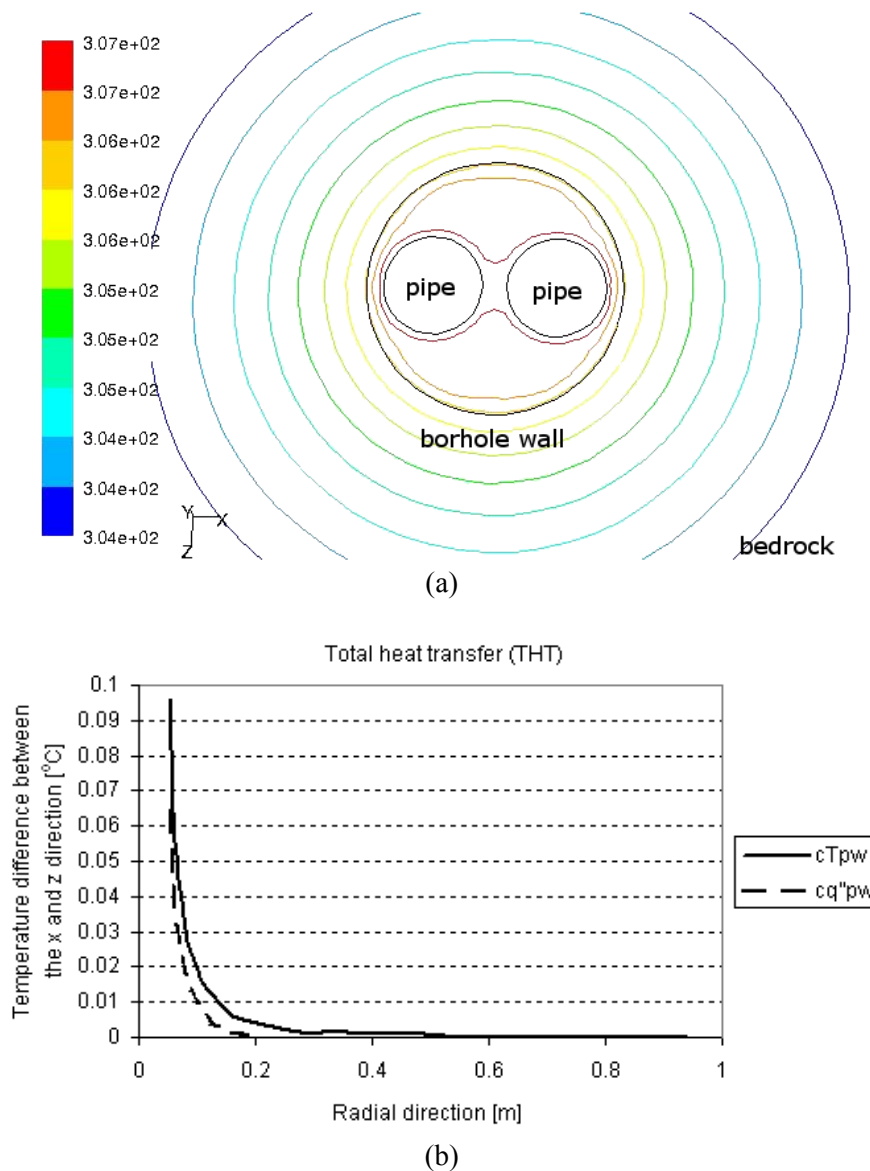 3.07e+02
3.07e+02
3.06e+02
3.06e+02
3.06e+02
3.05e+02
3.05e+02
3.05e+02
3.04e+02
3.04e+02
3.04e+02
pipe
pipe
borhole wall
bedrock
Y
X
Z
(a)
Total heat transfer (THT)
Temperature difference between
the x and z direction [°C]
0.1
0.09
0.08
0.07
0.06
0.05
0.04
0.03
0.02
0.01
0
0
0.2
0.4
0.6
0.8
1
Radial direction [m]
cTpw
cq"pw
(b)